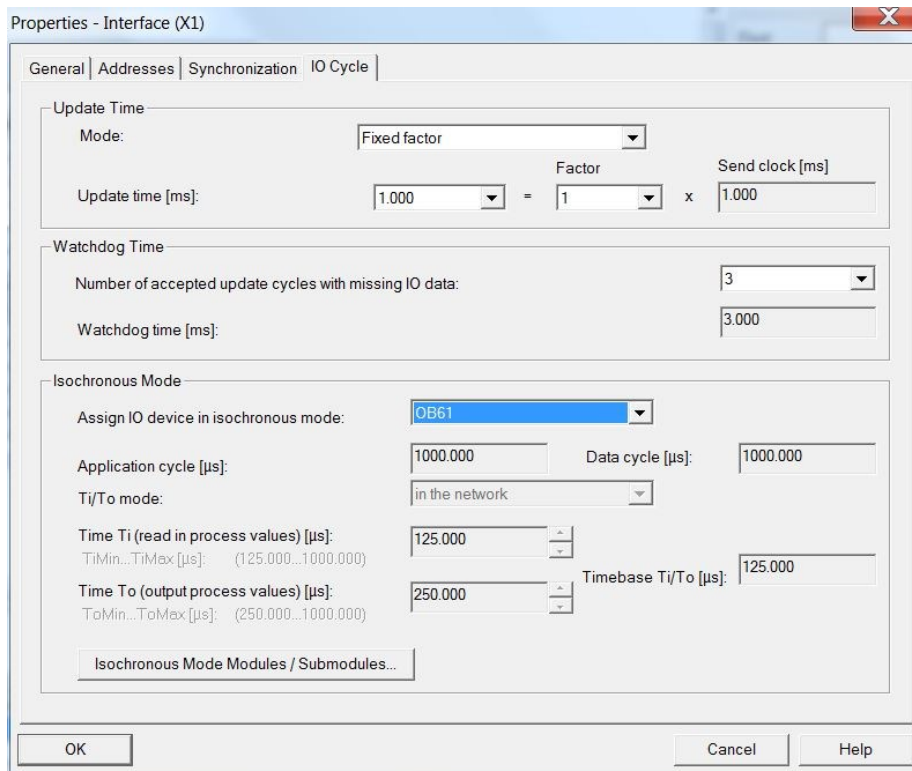 Properties - Interface (X1)
General Addresses Synchronization IO Cycle
Update Time
Mode: Fixed factor
Factor Send clock [ms]
Update time [ms]: 1.000 = 1 x 1.000
Watchdog Time
Number of accepted update cycles with missing IO data: 3
Watchdog time [ms]: 3.000
Isochronous Mode
Assign IO device in isochronous mode: OB61
Application cycle [µs]: 1000.000 Data cycle [µs]: 1000.000
Ti/To mode: in the network
Time Ti (read in process values) [µs]: 125.000
TiMin...TiMax [µs]: (125.000...1000.000)
Timebase Ti/To [µs]: 125.000
Time To (output process values) [µs]: 250.000
ToMin...ToMax [µs]: (250.000...1000.000)
Isochronous Mode Modules / Submodules...
OK Cancel Help